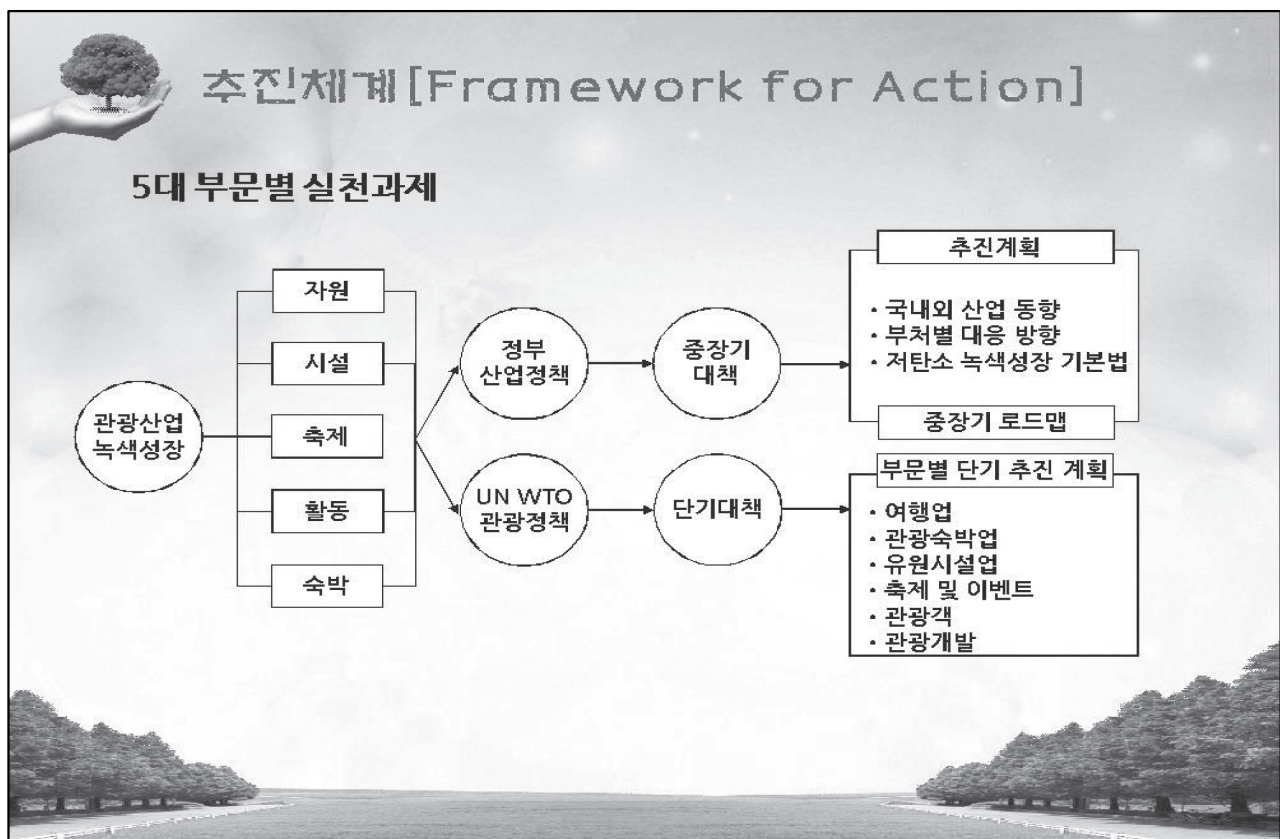 추진체계[Framework for Action]
5대 부문별 실천과제
관광산업
녹색성장
자원
시설
축제
활동
숙박
정부
산업정책
UN WTO
관광정책
중장기
대책
단기대책
추진계획
· 국내외 산업 동향
· 부처별 대응 방향
· 저탄소 녹색성장 기본법
중장기 로드맵
부문별 단기 추진 계획
· 여행업
· 관광숙박업
· 유원시설업
· 축제 및 이벤트
· 관광객
· 관광개발